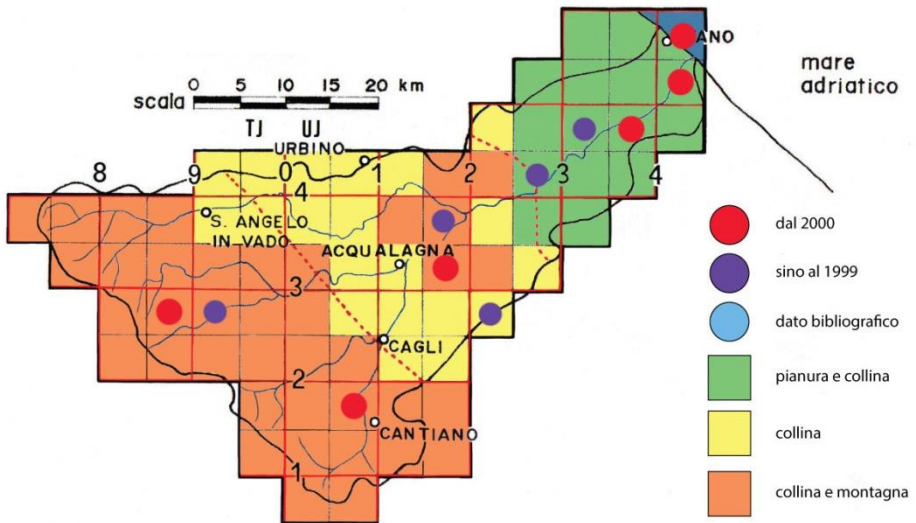 ANO
mare
adriatico
0 5 10 15 20 km
scala
TJ UJ
URBINO
8 9 0 1 2 3 4
4
S. ANGELO
IN VADO
ACQUALAGNA
3
CAGLI
2
CANTIANO
1
dal 2000
sino al 1999
dato bibliografico
pianura e collina
collina
collina e montagna